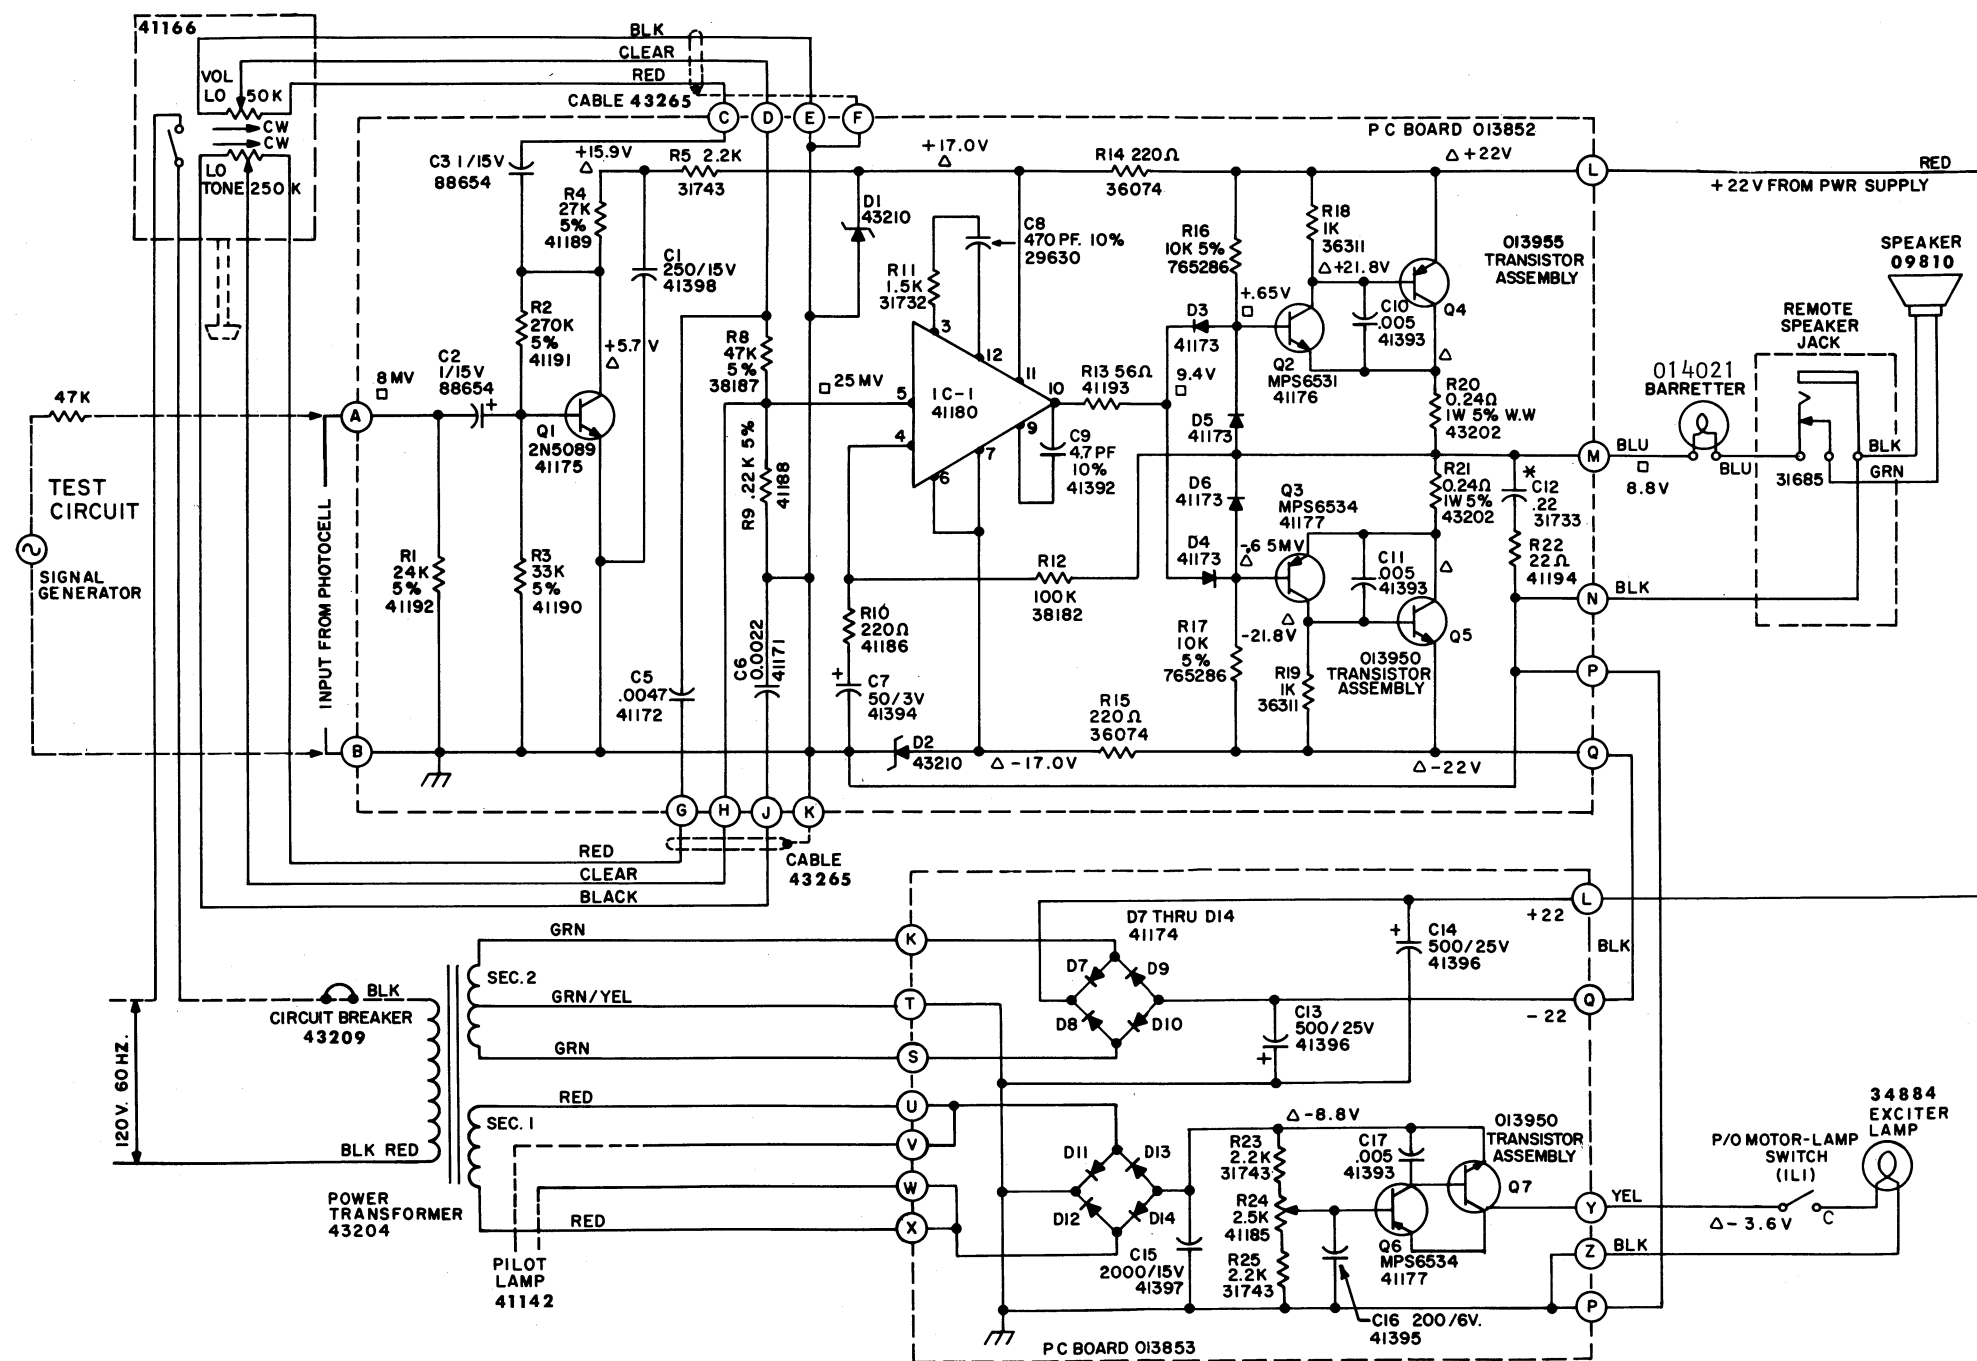 41166
BLK
CLEAR
RED
VOL
LO 50K
CW
CW
LO
TONE 250 K
CABLE 43265
C
D
E
F
PC BOARD 013852
C3 1/15V
88654
△ +15.9V
R5 2.2K
31743
+17.0V
△
R14 220Ω
36074
△ +22V
L
RED
+22V FROM PWR SUPPLY
R4
27K
5%
41189
C1
250/15V
41398
D1
43210
C8
470 PF. 10%
29630
R11
1.5K
31732
R16
10K 5%
765286
R18
1K
36311
△ +21.8V
013955
TRANSISTOR
ASSEMBLY
SPEAKER
09810
R2
270K
5%
41191
+5.7V
△
R8
47K
5%
38187
3
12
11
D3
41173
+.65V
□
Q2
MPS6531
41176
C10
.005
41393
Q4
△
REMOTE
SPEAKER
JACK
47K
8MV
□
C2
1/15V
88654
+
□ 25 MV
5
4
IC-1
41180
10
9
7
6
R13 56Ω
41193
9.4V
□
R20
0.24Ω
1W 5% W.W
43202
014021
BARRETTER
A
Q1
2N5089
41175
C9
4.7PF
10%
41392
D5
41173
M
BLU
□
8.8V
BLU
31685
BLK
GRN
TEST
CIRCUIT
R9 .22K 5%
41188
D6
41173
Q3
MPS6534
41177
R21
0.24Ω
1W 5%
43202
*
C12
.22
31733
SIGNAL
GENERATOR
INPUT FROM PHOTOCELL
R1
24K
5%
41192
R3
33K
5%
41190
R12
100K
38182
D4
41173
-.65MV
△
C11
.005
41393
△
R22
22Ω
41194
N
BLK
R10
220Ω
41186
△
-21.8V
Q5
R17
10K
5%
765286
C5
.0047
41172
C6
0.0022
41171
+
C7
50/3V
41394
R19
1K
36311
013950
TRANSISTOR
ASSEMBLY
P
B
D2
43210
△ -17.0V
R15
220Ω
36074
△ -22V
Q
G
H
J
K
RED
CLEAR
BLACK
CABLE
43265
GRN
K
D7 THRU D14
41174
+
C14
500/25V
41396
L
+22
BLK
SEC.2
GRN/YEL
T
D7
D9
D8
D10
C13
500/25V
41396
+
Q
-22
BLK
CIRCUIT BREAKER
43209
GRN
S
120V. 60HZ.
BLK RED
RED
SEC.1
U
V
W
X
RED
POWER
TRANSFORMER
43204
PILOT
LAMP
41142
D11
D13
D12
D14
△ -8.8V
R23
2.2K
31743
R24
2.5K
41185
R25
2.2K
31743
C17
.005
41393
013950
TRANSISTOR
ASSEMBLY
Q7
Q6
MPS6534
41177
C15
2000/15V
41397
C16 200/6V.
41395
P/O MOTOR-LAMP
SWITCH
(1L1)
34884
EXCITER
LAMP
Y
YEL
△ -3.6V
C
Z
BLK
P
PC BOARD 013853